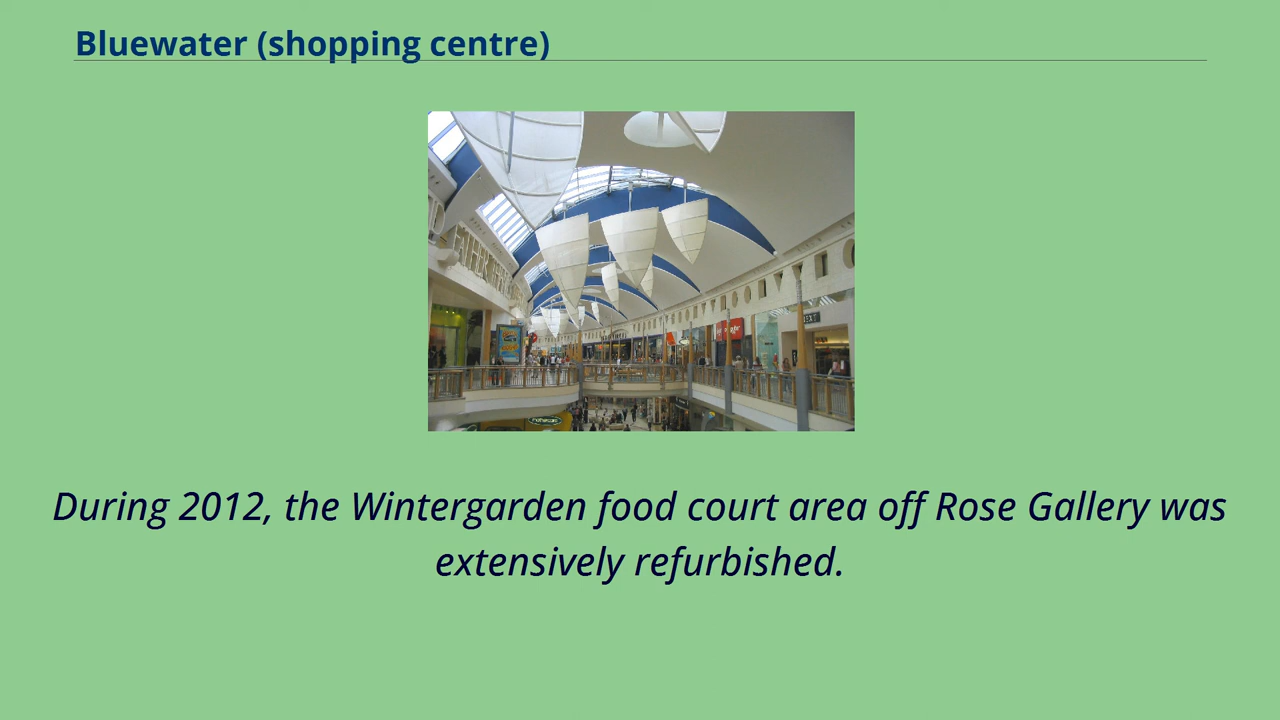 Bluewater (shopping centre)
During 2012, the Wintergarden food court area off Rose Gallery was
extensively refurbished.